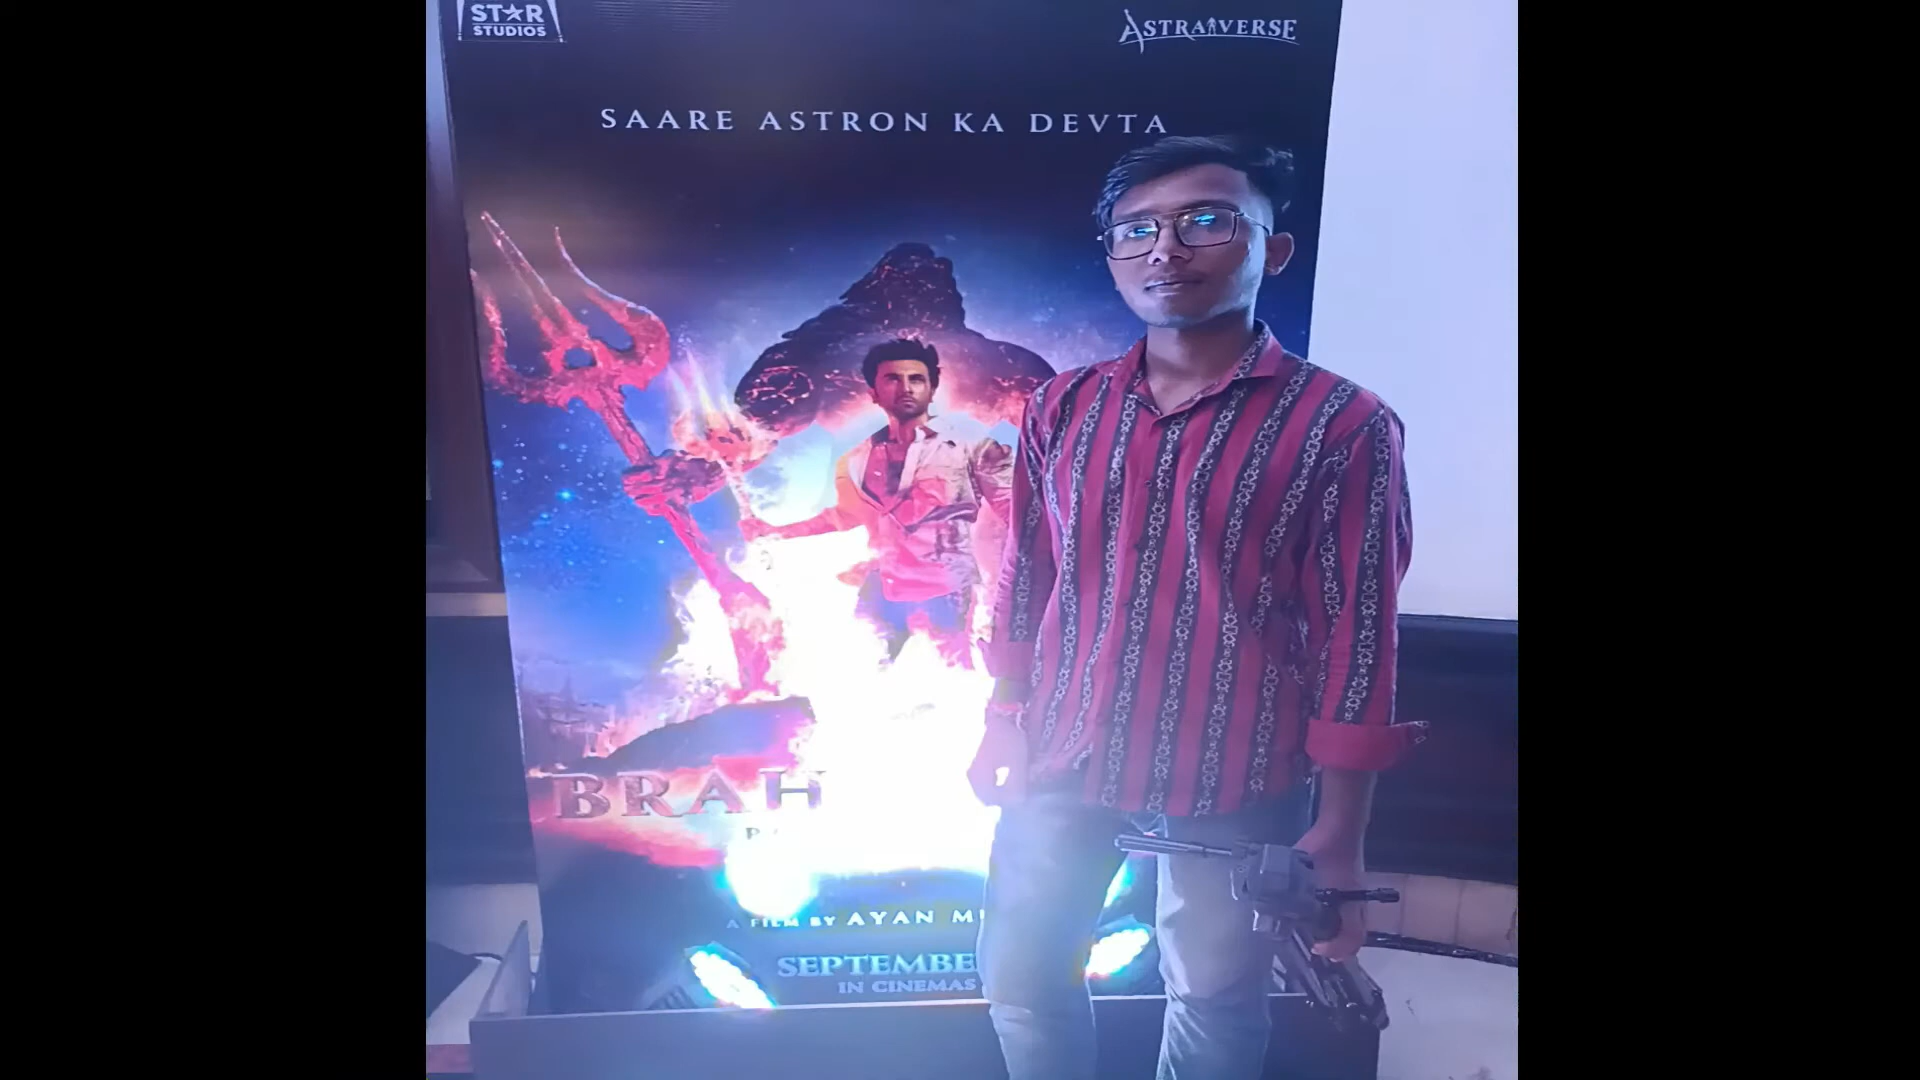 STAR
STUDIOS
ASTRAVERSE
SAARE ASTRON KA DEVTA
BRAH
A FILM BY AYAN
SEPTEMBE
IN CINEMAS